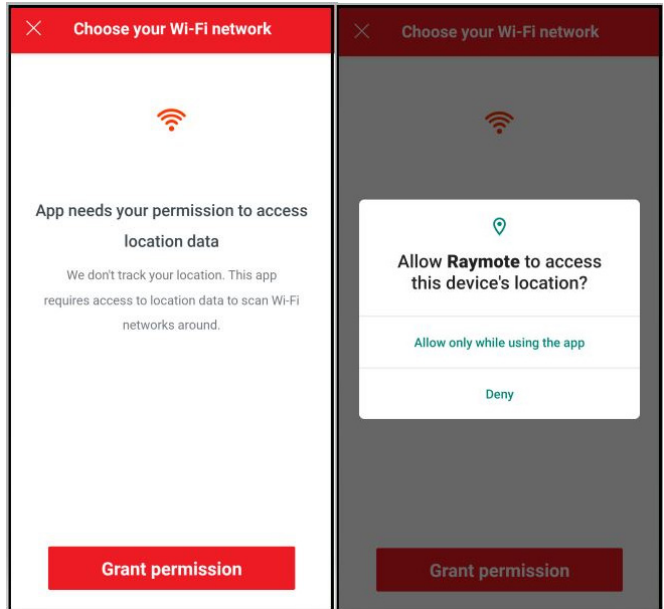 Choose your Wi-Fi network
App needs your permission to access
location data
We don't track your location. This app
requires access to location data to scan Wi-Fi
networks around.
Grant permission
Choose your Wi-Fi network
Allow Raymote to access
this device's location?
Allow only while using the app
Deny
Grant permission